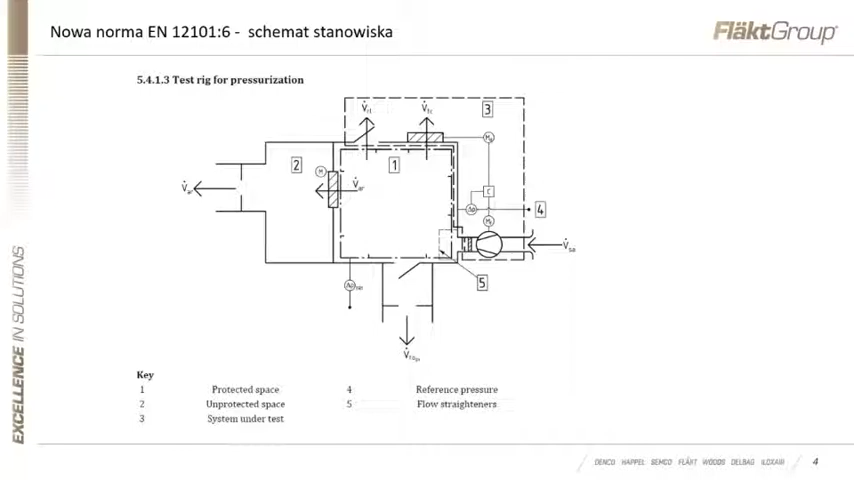 Nowa norma EN 12101:6 - schemat stanowiska
FläktGroup
5.4.1.3 Test rig for pressurization
3
2
1
M
4
5
Key
1 Protected space 4 Reference pressure
2 Unprotected space 5 Flow straighteners
3 System under test
EXCELLENCE IN SOLUTIONS
DENCO HAPPEL SEMCO FLÄKT WOODS DELBAG ILOXAIR
4